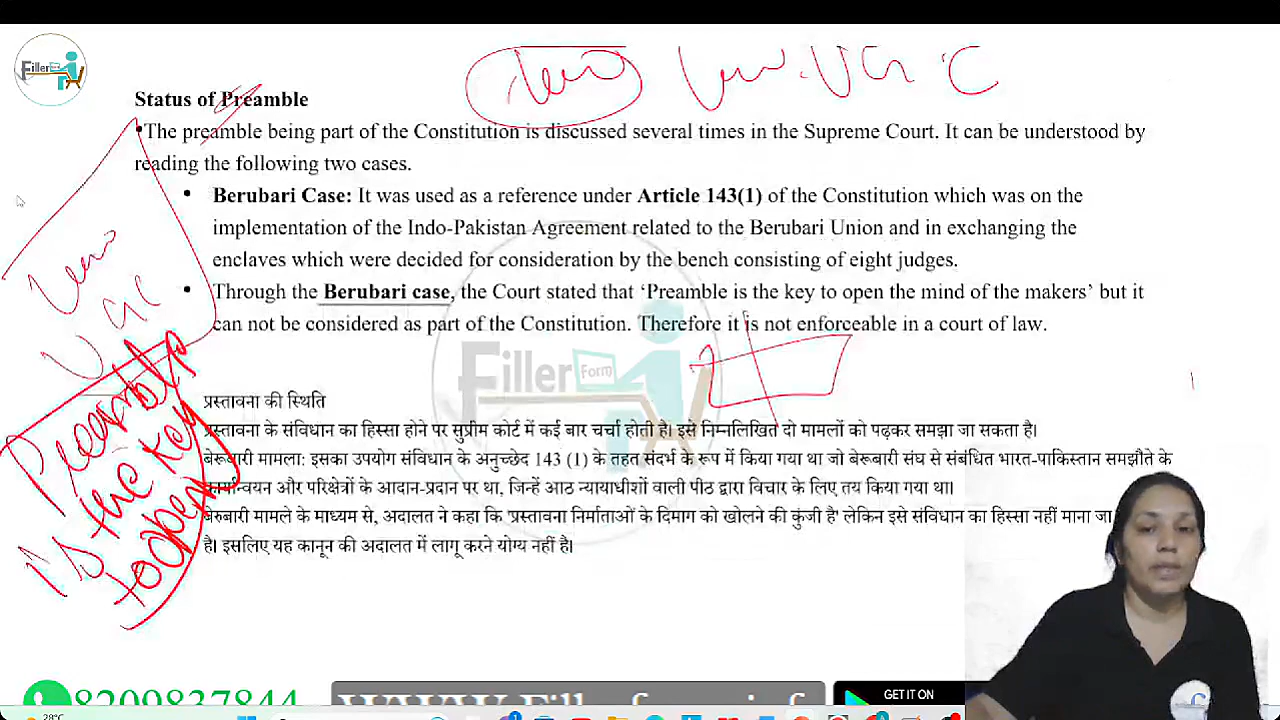 Filler
Status of Preamble
•The preamble being part of the Constitution is discussed several times in the Supreme Court. It can be understood by
reading the following two cases.
• Berubari Case: It was used as a reference under Article 143(1) of the Constitution which was on the
implementation of the Indo-Pakistan Agreement related to the Berubari Union and in exchanging the
enclaves which were decided for consideration by the bench consisting of eight judges.
• Through the Berubari case, the Court stated that ‘Preamble is the key to open the mind of the makers’ but it
can not be considered as part of the Constitution. Therefore it is not enforceable in a court of law.
Filler Form
Preamble
is the key
to open
प्रस्तावना की स्थिति
प्रस्तावना के संविधान का हिस्सा होने पर सुप्रीम कोर्ट में कई बार चर्चा होती है। इसे निम्नलिखित दो मामलों को पढ़कर समझा जा सकता है।
बेरूबारी मामला: इसका उपयोग संविधान के अनुच्छेद 143 (1) के तहत संदर्भ के रूप में किया गया था जो बेरूबारी संघ से संबंधित भारत-पाकिस्तान समझौते के
कार्यान्वयन और परिक्षेत्रों के आदान-प्रदान पर था, जिन्हें आठ न्यायाधीशों वाली पीठ द्वारा विचार के लिए तय किया गया था।
बेरुबारी मामले के माध्यम से, अदालत ने कहा कि 'प्रस्तावना निर्माताओं के दिमाग को खोलने की कुंजी है' लेकिन इसे संविधान का हिस्सा नहीं माना जा
है। इसलिए यह कानून की अदालत में लागू करने योग्य नहीं है।
8209837844
GET IT ON
28°C